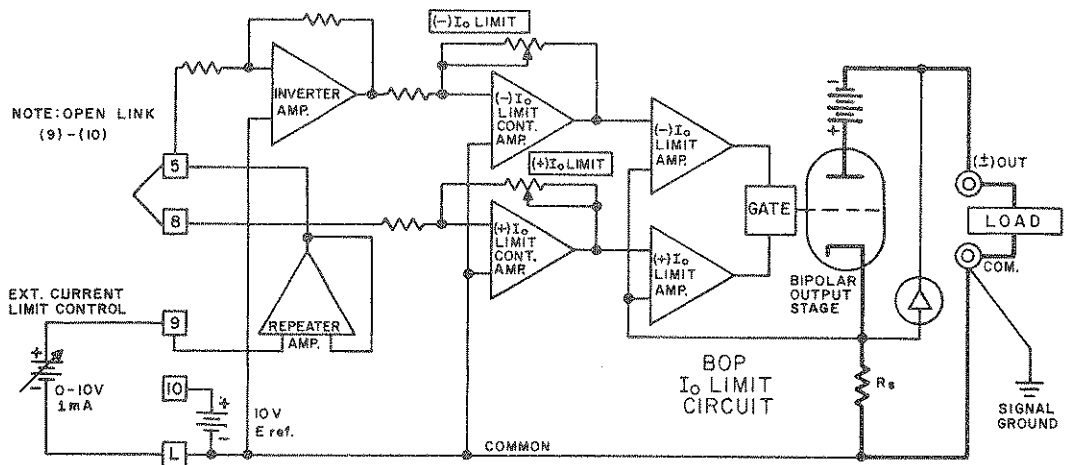 (-)Io LIMIT
INVERTER
AMP.
NOTE: OPEN LINK
(9)-(10)
(-)Io
LIMIT
CONT.
AMP.
(-)Io
LIMIT
AMP.
(+)Io LIMIT
5
8
(+)Io
LIMIT
CONT.
AMP.
(+)Io
LIMIT
AMP.
GATE
-
+
BIPOLAR
OUTPUT
STAGE
(±)OUT
LOAD
COM.
EXT. CURRENT
LIMIT CONTROL
9
REPEATER
AMP.
+
-
0-10V
1mA
10
+
-
10V
E ref.
L
COMMON
BOP
Io LIMIT
CIRCUIT
Rs
SIGNAL
GROUND